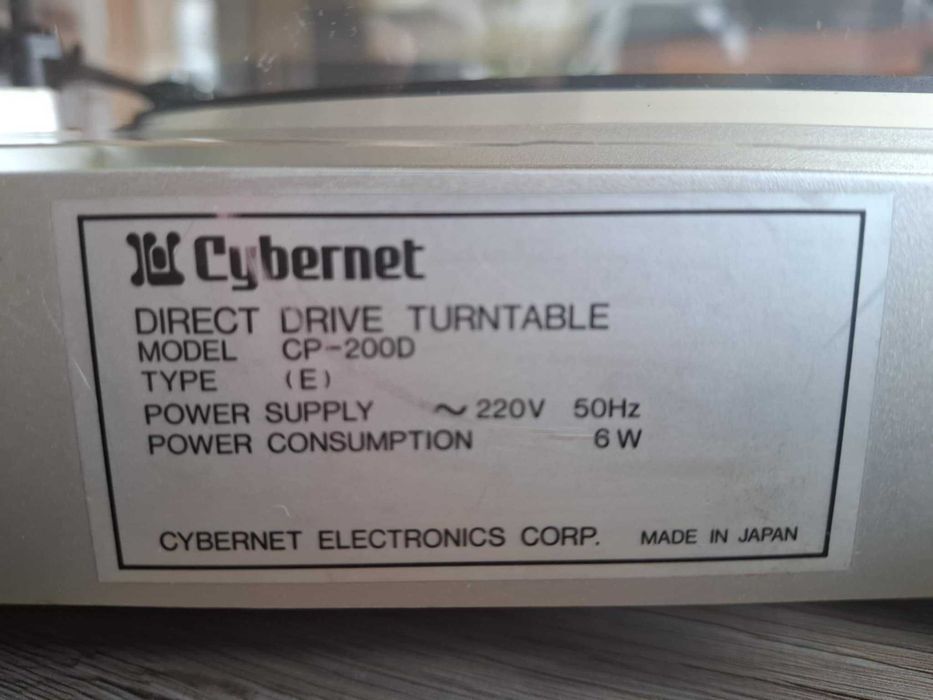 Cybernet
DIRECT DRIVE TURNTABLE
MODEL CP-200D
TYPE (E)
POWER SUPPLY ~ 220V 50Hz
POWER CONSUMPTION 6W
CYBERNET ELECTRONICS CORP. MADE IN JAPAN